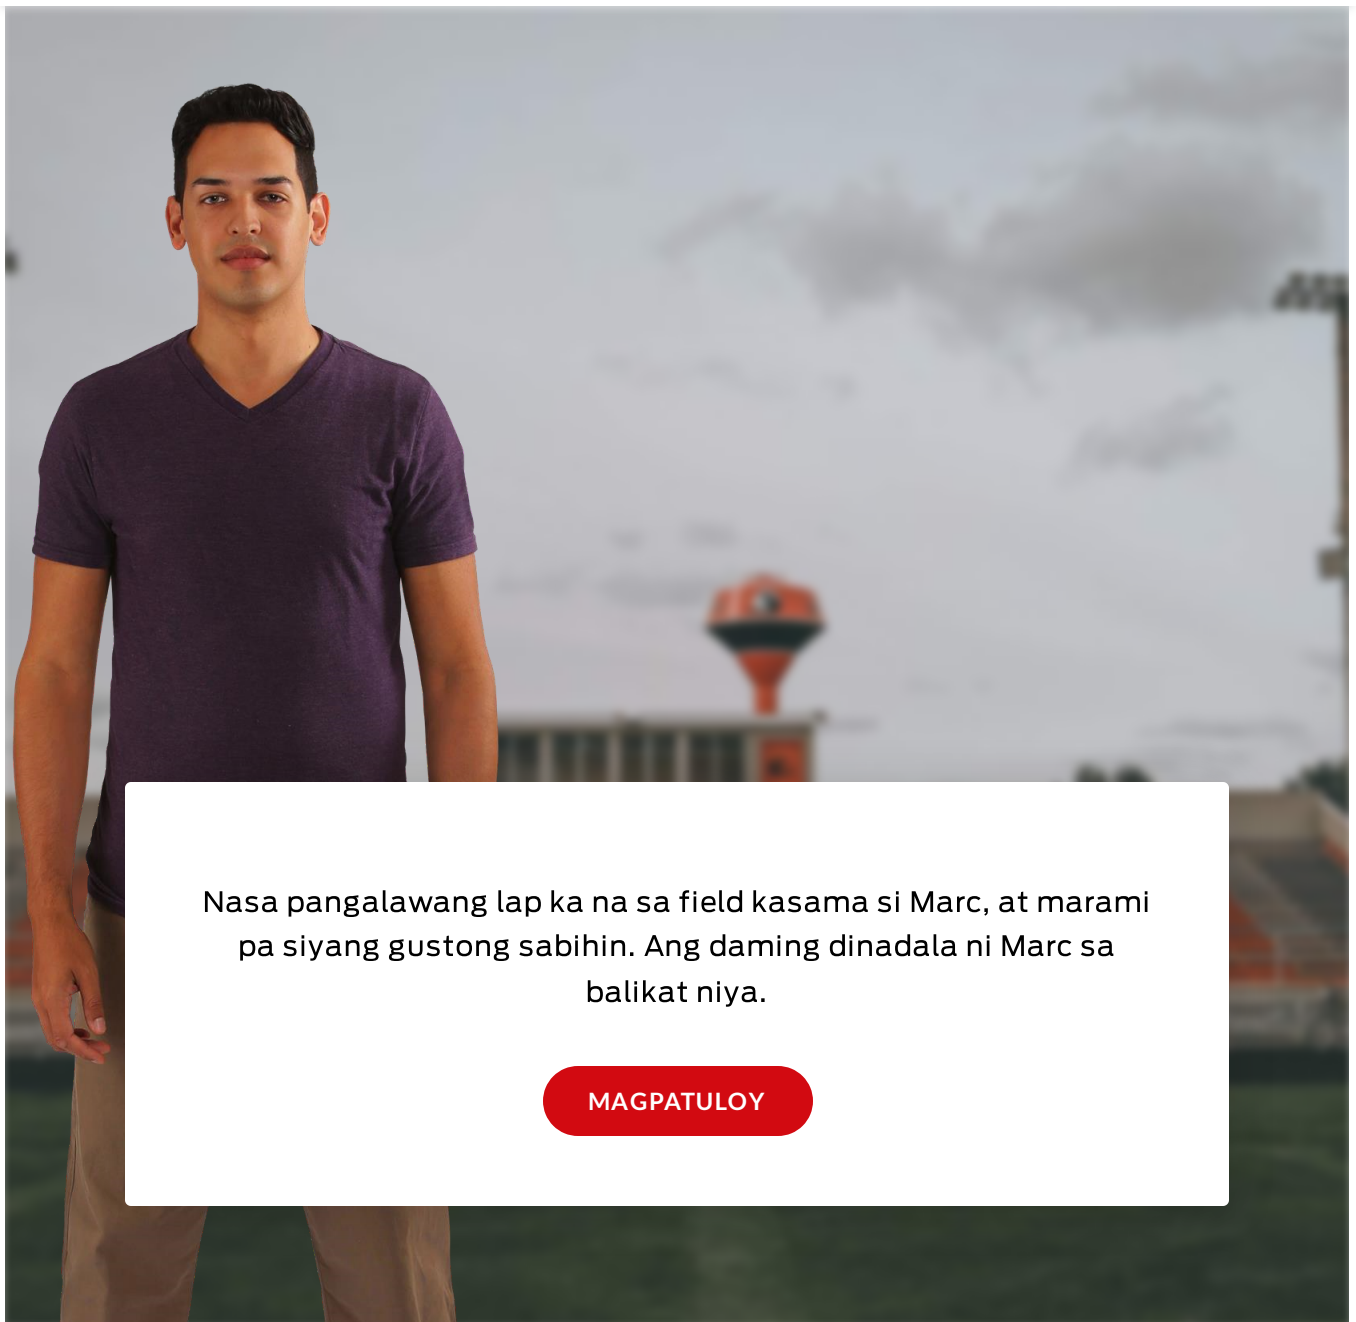 Nasa pangalawang lap ka na sa field kasama si Marc, at marami
pa siyang gustong sabihin. Ang daming dinadala ni Marc sa
balikat niya.
MAGPATULOY